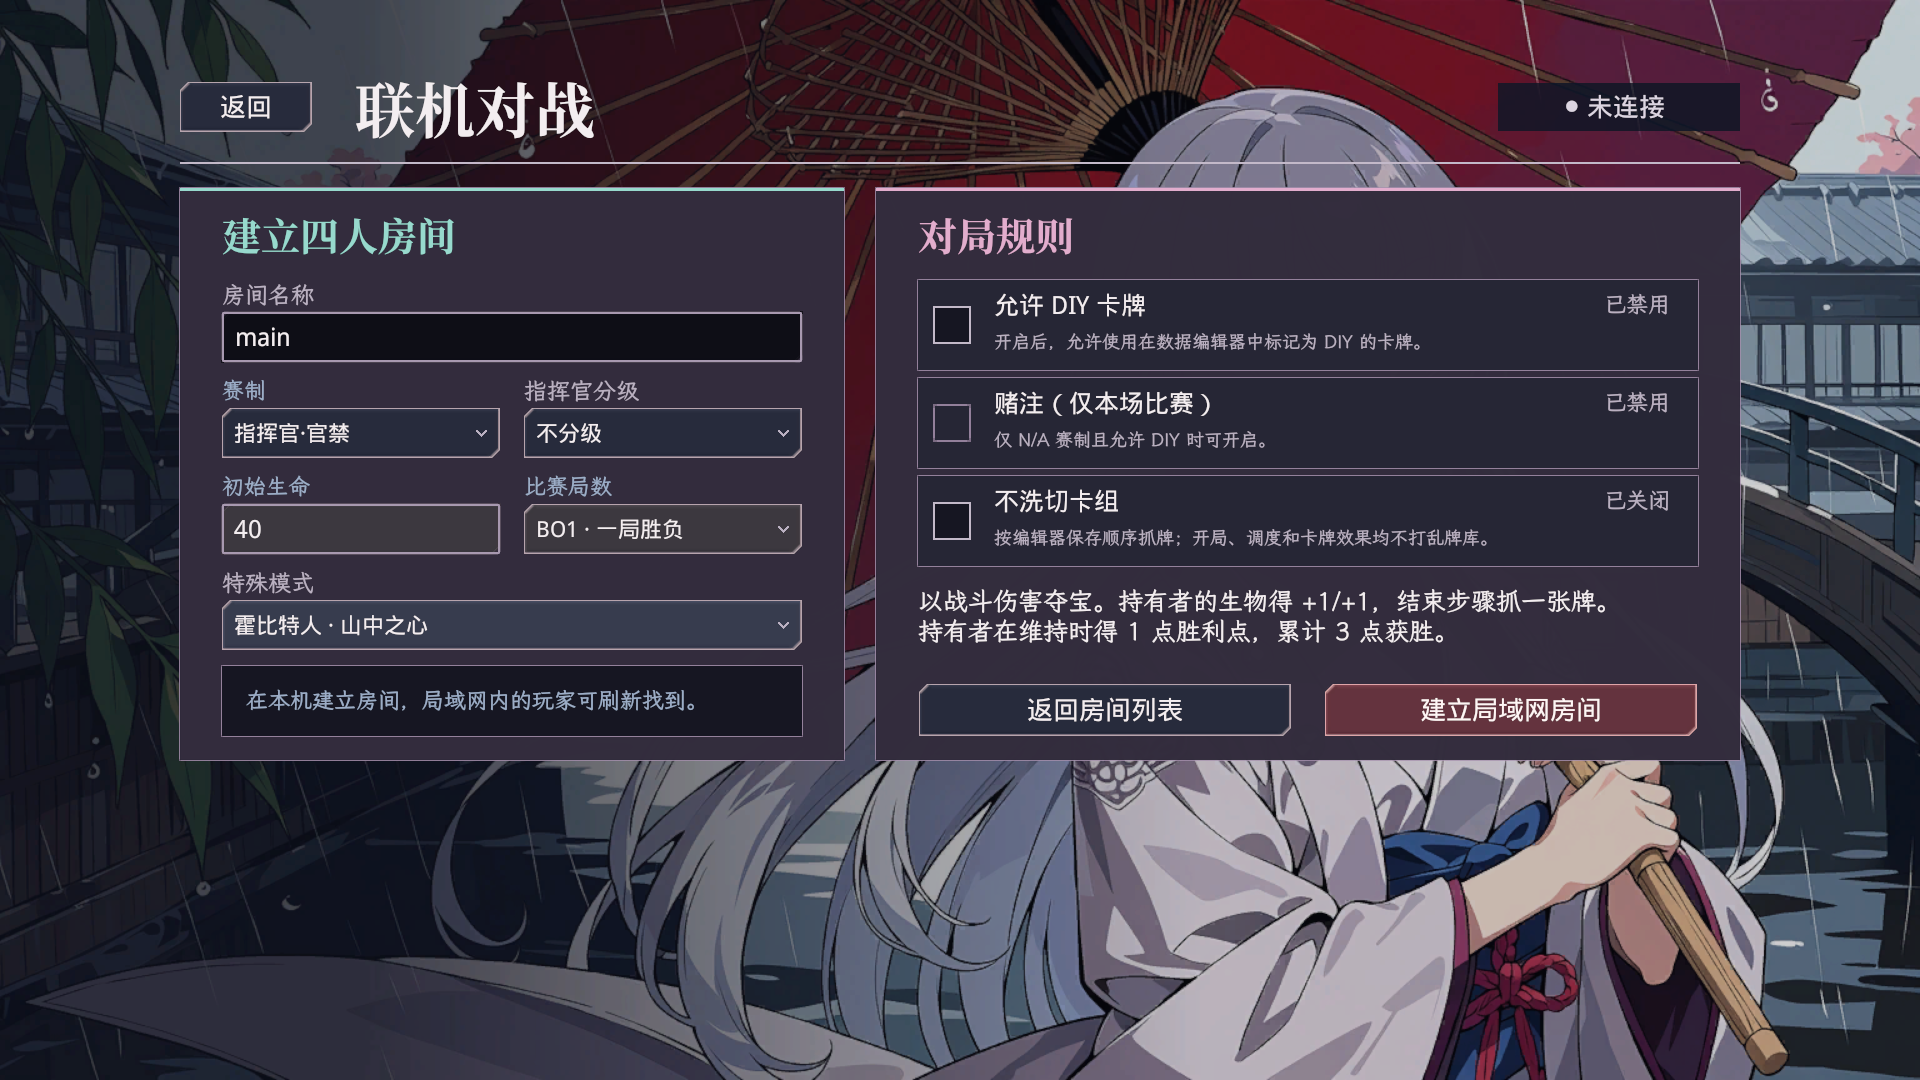 返回
联机对战
未连接
建立四人房间
房间名称
main
赛制
指挥官分级
指挥官·官禁
不分级
初始生命
比赛局数
40
BO1 · 一局胜负
特殊模式
霍比特人 · 山中之心
在本机建立房间，局域网内的玩家可刷新找到。
对局规则
允许 DIY 卡牌
已禁用
开启后，允许使用在数据编辑器中标记为 DIY 的卡牌。
赌注（仅本场比赛）
已禁用
仅 N/A 赛制且允许 DIY 时可开启。
不洗切卡组
已关闭
按编辑器保存顺序抓牌；开局、调度和卡牌效果均不打乱牌库。
以战斗伤害夺宝。持有者的生物得 +1/+1，结束步骤抓一张牌。
持有者在维持时得 1 点胜利点，累计 3 点获胜。
返回房间列表
建立局域网房间